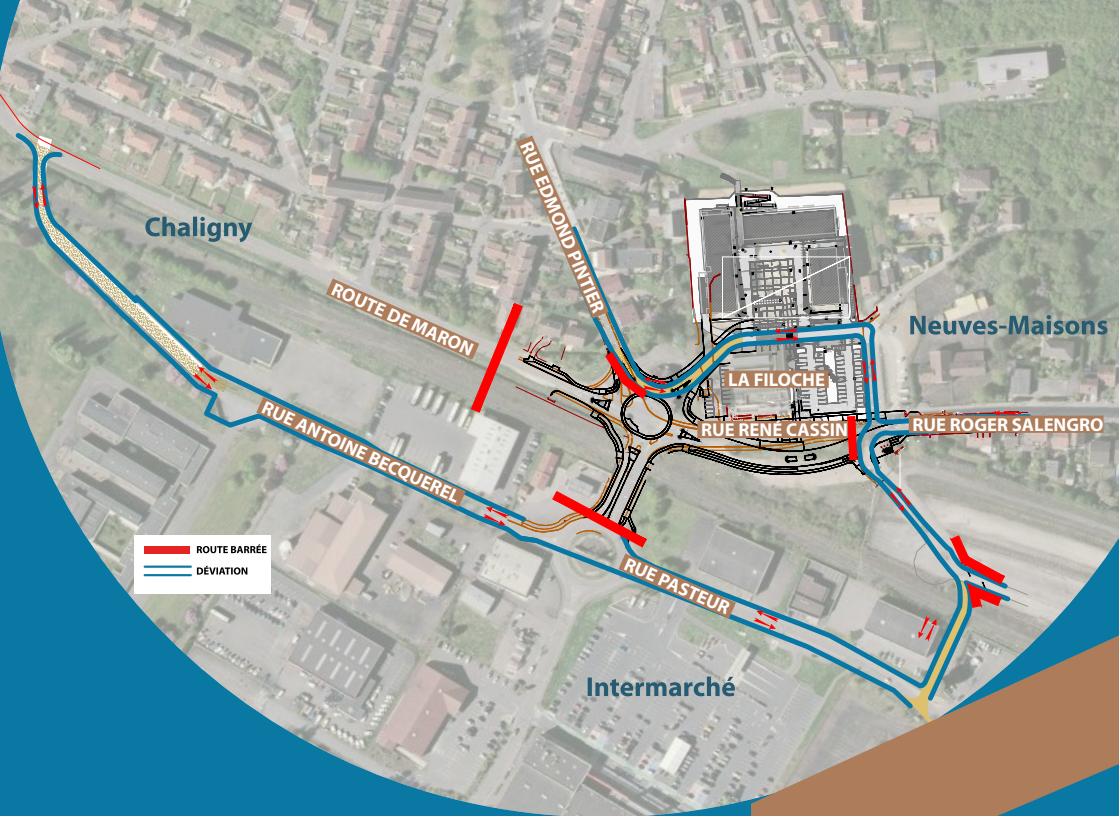 RUE EDMOND PINTIER
Chaligny
ROUTE DE MARON
Neuves-Maisons
LA FILOCHE
RUE RENÉ CASSIN
RUE ROGER SALENGRO
RUE ANTOINE BECQUEREL
ROUTE BARRÉE
DÉVIATION
RUE PASTEUR
Intermarché